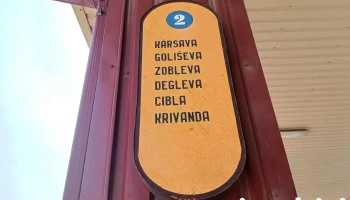 2
KARSAVA
GOLIŠEVA
ZOBLEVA
DEGLEVA
CIBLA
KRIVANDA